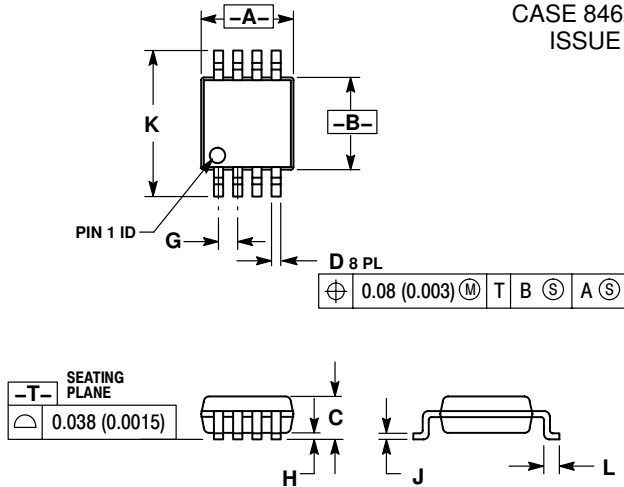 CASE 846
ISSUE
–A–
K
–B–
PIN 1 ID
G
D 8 PL
⌖ 0.08 (0.003) Ⓜ T B Ⓢ A Ⓢ
–T– SEATING
PLANE
⌓ 0.038 (0.0015)
C
H
J
L